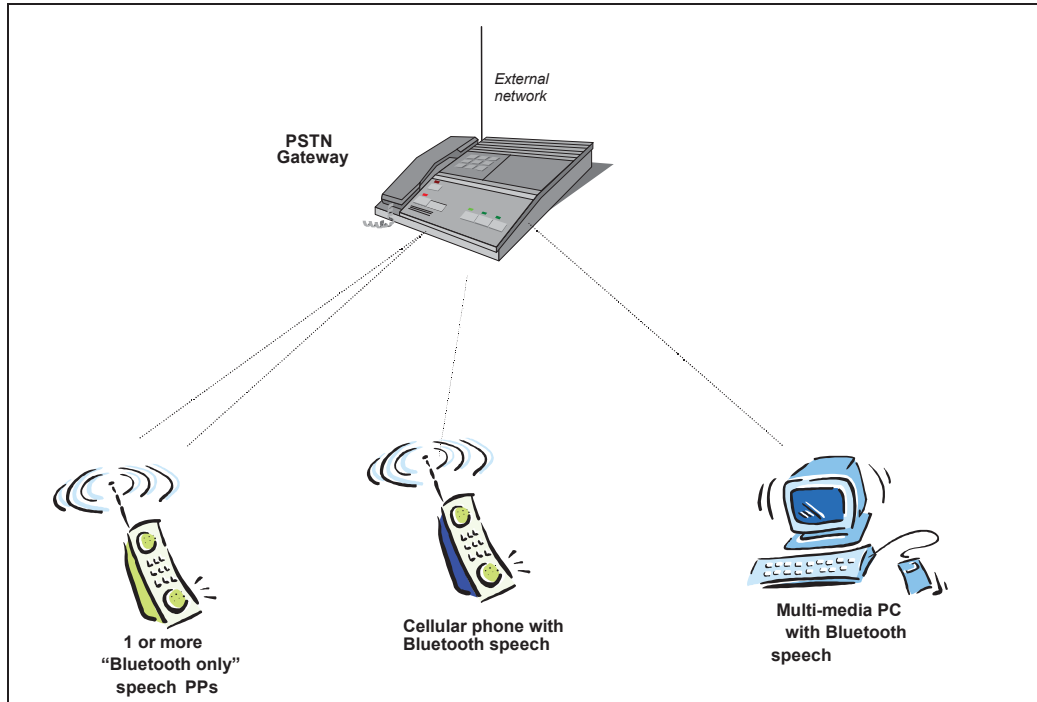 External
network
PSTN
Gateway
1 or more
“Bluetooth only”
speech PPs
Cellular phone with
Bluetooth speech
Multi-media PC
with Bluetooth
speech